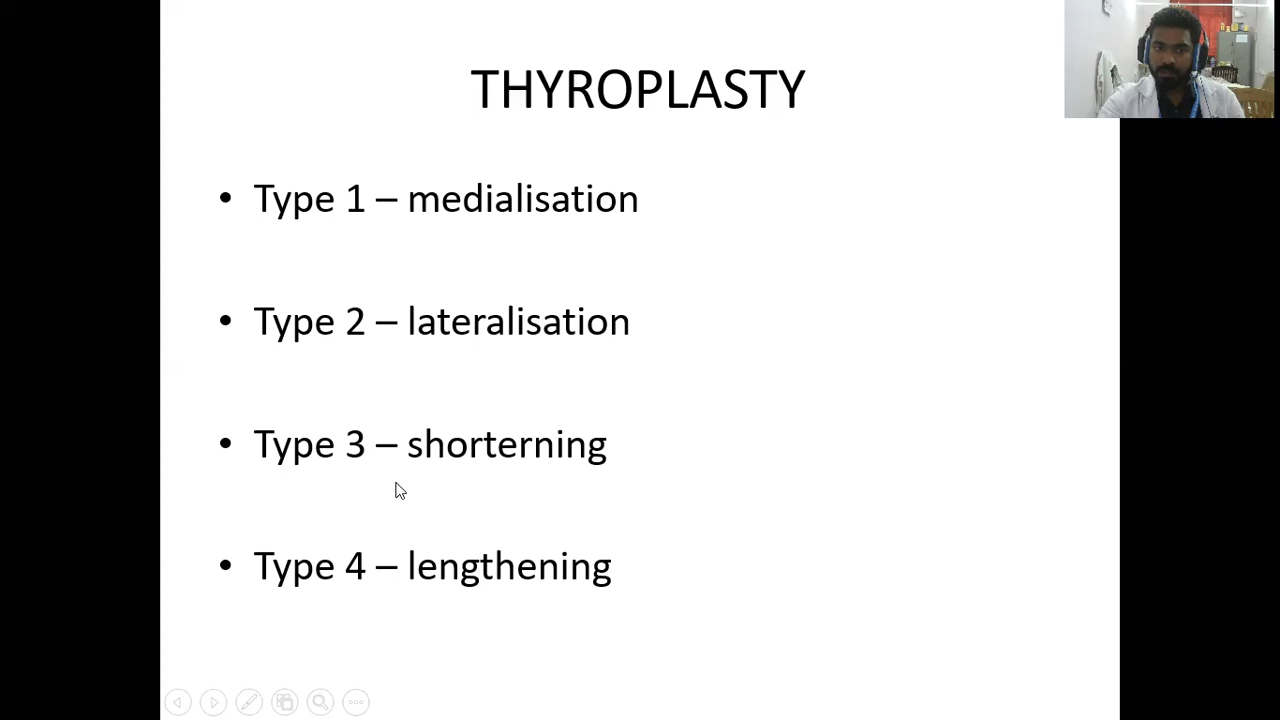 THYROPLASTY
• Type 1 – medialisation
• Type 2 – lateralisation
• Type 3 – shorterning
• Type 4 – lengthening